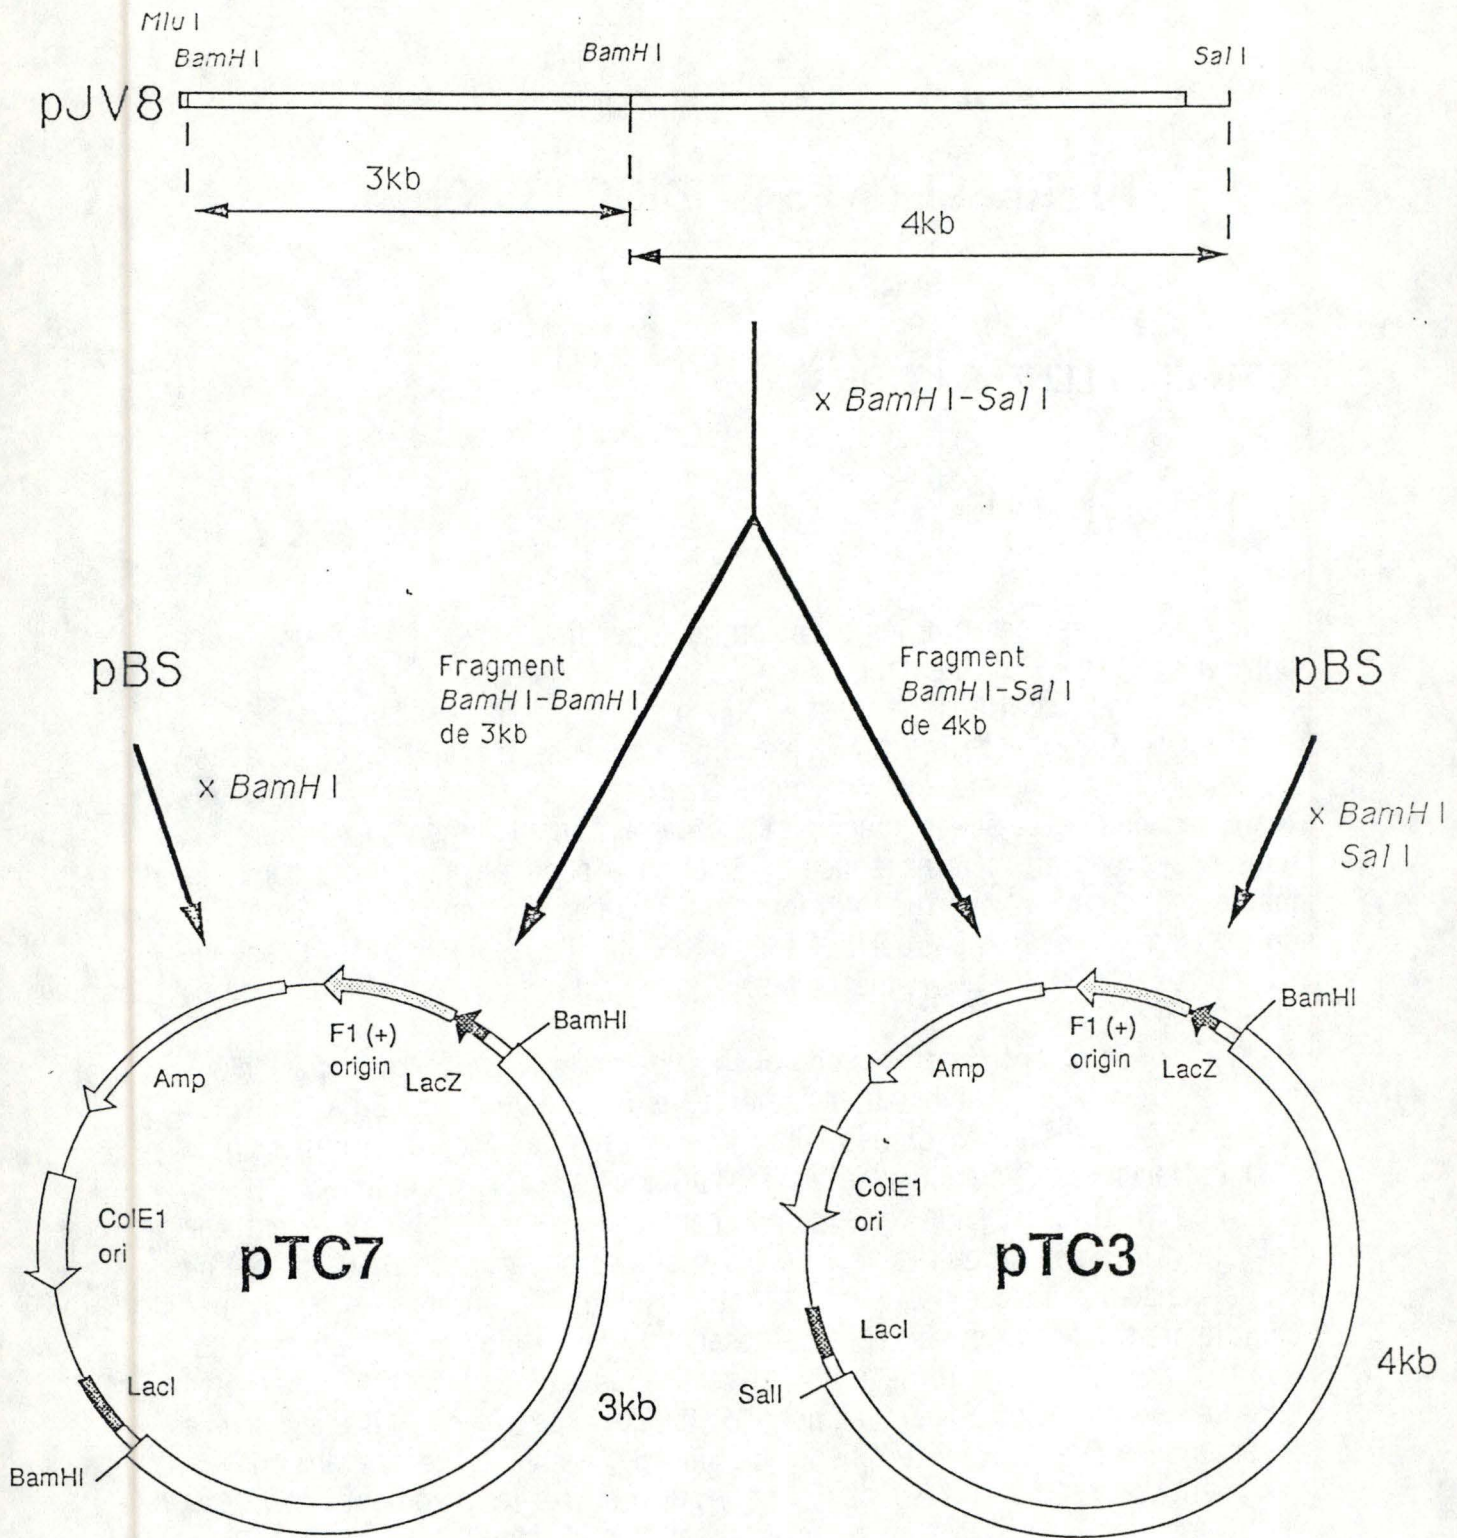 Mlu I
BamH I
BamH I
Sal I
pJV8
3kb
4kb
x BamH I-Sal I
pBS
Fragment
BamH I-BamH I
de 3kb
Fragment
BamH I-Sal I
de 4kb
pBS
x BamH I
x BamH I
Sal I
BamHI
F1 (+)
origin
LacZ
Amp
ColE1
ori
pTC7
LacI
BamHI
3kb
BamHI
F1 (+)
origin
LacZ
Amp
ColE1
ori
pTC3
LacI
SalI
4kb